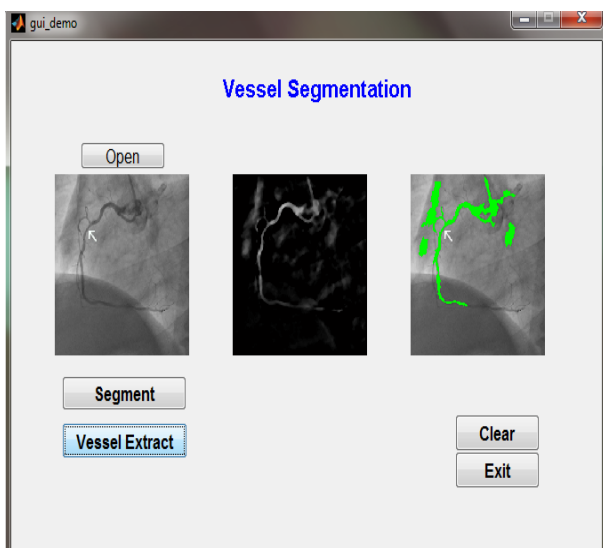 gui_demo
Vessel Segmentation
Open
Segment
Vessel Extract
Clear
Exit